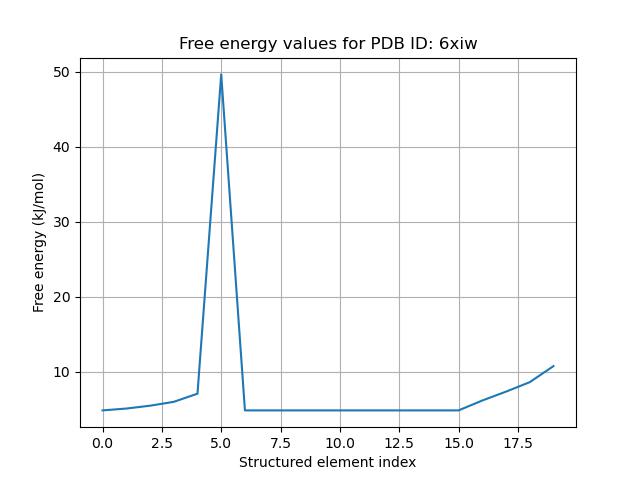 Free energy values for PDB ID: 6xiw
50
40
30
20
10
Free energy (kJ/mol)
0.0 2.5 5.0 7.5 10.0 12.5 15.0 17.5
Structured element index